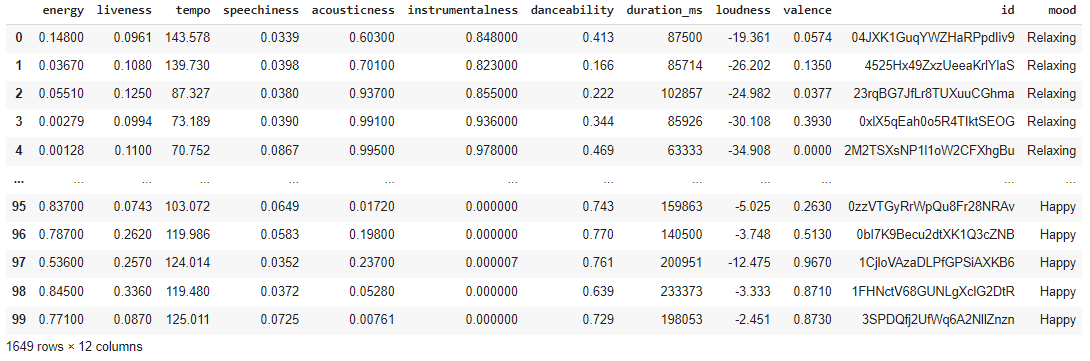 energy liveness tempo speechiness acousticness instrumentalness danceability duration_ms loudness valence id mood
0 0.14800 0.0961 143.578 0.0339 0.60300 0.848000 0.413 87500 -19.361 0.0574 04JXK1GuqYWZHaRPpdIiv9 Relaxing
1 0.03670 0.1080 139.730 0.0398 0.70100 0.823000 0.166 85714 -26.202 0.1350 4525Hx49ZxzUeeaKrIYlaS Relaxing
2 0.05510 0.1250 87.327 0.0380 0.93700 0.855000 0.222 102857 -24.982 0.0377 23rqBG7JfLr8TUXuuCGhma Relaxing
3 0.00279 0.0994 73.189 0.0390 0.99100 0.936000 0.344 85926 -30.108 0.3930 0xIX5qEah0o5R4TIktSEOG Relaxing
4 0.00128 0.1100 70.752 0.0867 0.99500 0.978000 0.469 63333 -34.908 0.0000 2M2TSXsNP1I1oW2CFXhgBu Relaxing
... ... ... ... ... ... ... ... ... ... ... ... ...
95 0.83700 0.0743 103.072 0.0649 0.01720 0.000000 0.743 159863 -5.025 0.2630 0zzVTGyRrWpQu8Fr28NRAv Happy
96 0.78700 0.2620 119.986 0.0583 0.19800 0.000000 0.770 140500 -3.748 0.5130 0bI7K9Becu2dtXK1Q3cZNB Happy
97 0.53600 0.2570 124.014 0.0352 0.23700 0.000007 0.761 200951 -12.475 0.9670 1CjloVAzaDLPfGPSiAXKB6 Happy
98 0.84500 0.3360 119.480 0.0372 0.05280 0.000000 0.639 233373 -3.333 0.8710 1FHNctV68GUNLgXclG2DtR Happy
99 0.77100 0.0870 125.011 0.0725 0.00761 0.000000 0.729 198053 -2.451 0.8730 3SPDQfj2UfWq6A2NIlZnzn Happy
1649 rows × 12 columns